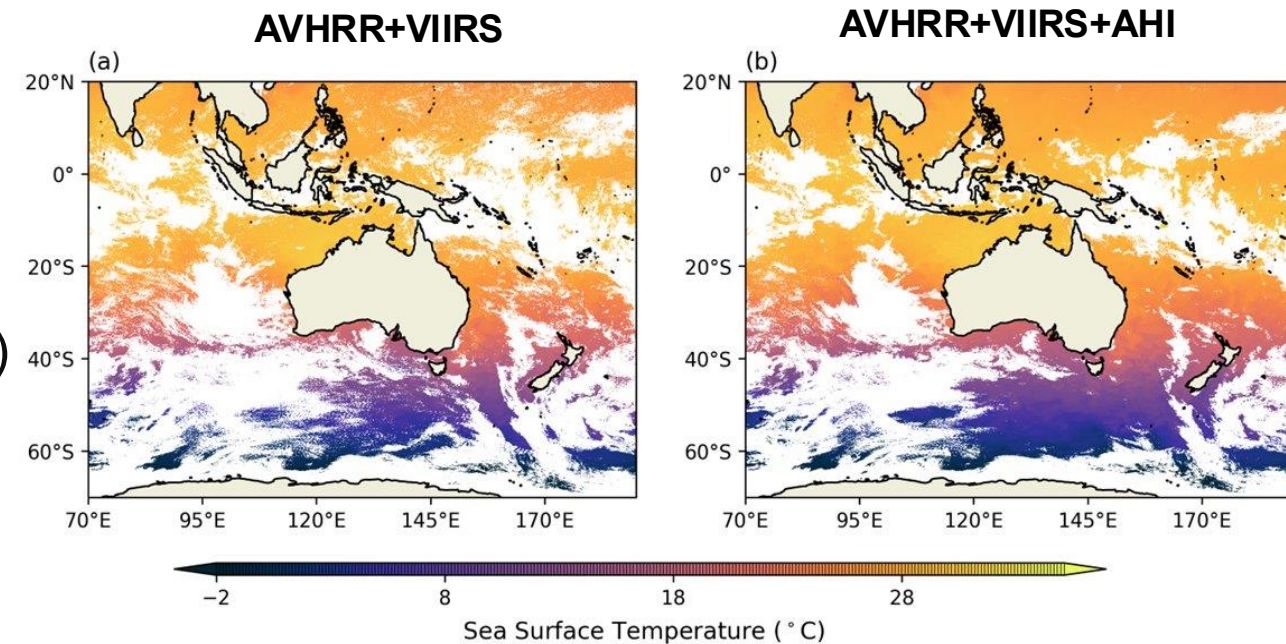 AVHRR+VIIRS
AVHRR+VIIRS+AHI
(a)
(b)
20°N
0°
20°S
40°S
60°S
70°E 95°E 120°E 145°E 170°E
20°N
0°
20°S
40°S
60°S
70°E 95°E 120°E 145°E 170°E
)
−2 8 18 28
Sea Surface Temperature (°C)